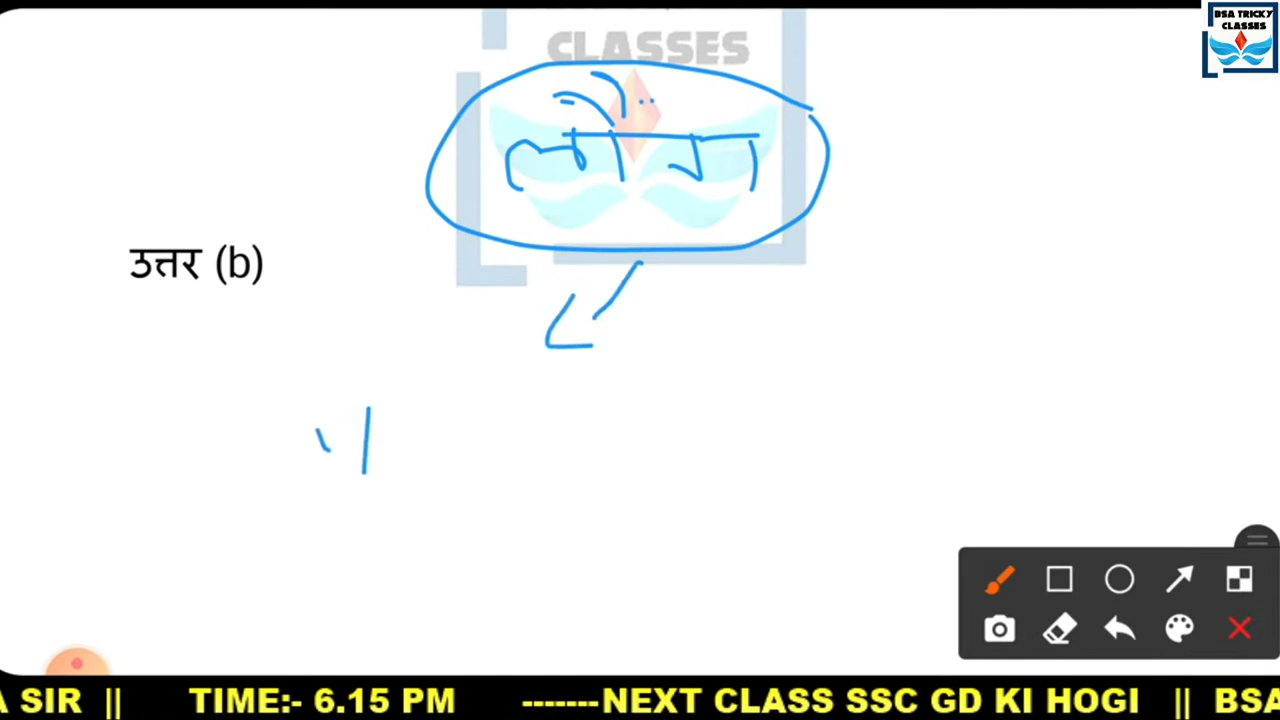 BSA TRICKY
CLASSES
CLASSES
उत्तर (b)
A SIR || TIME:- 6.15 PM -------NEXT CLASS SSC GD KI HOGI || BSA